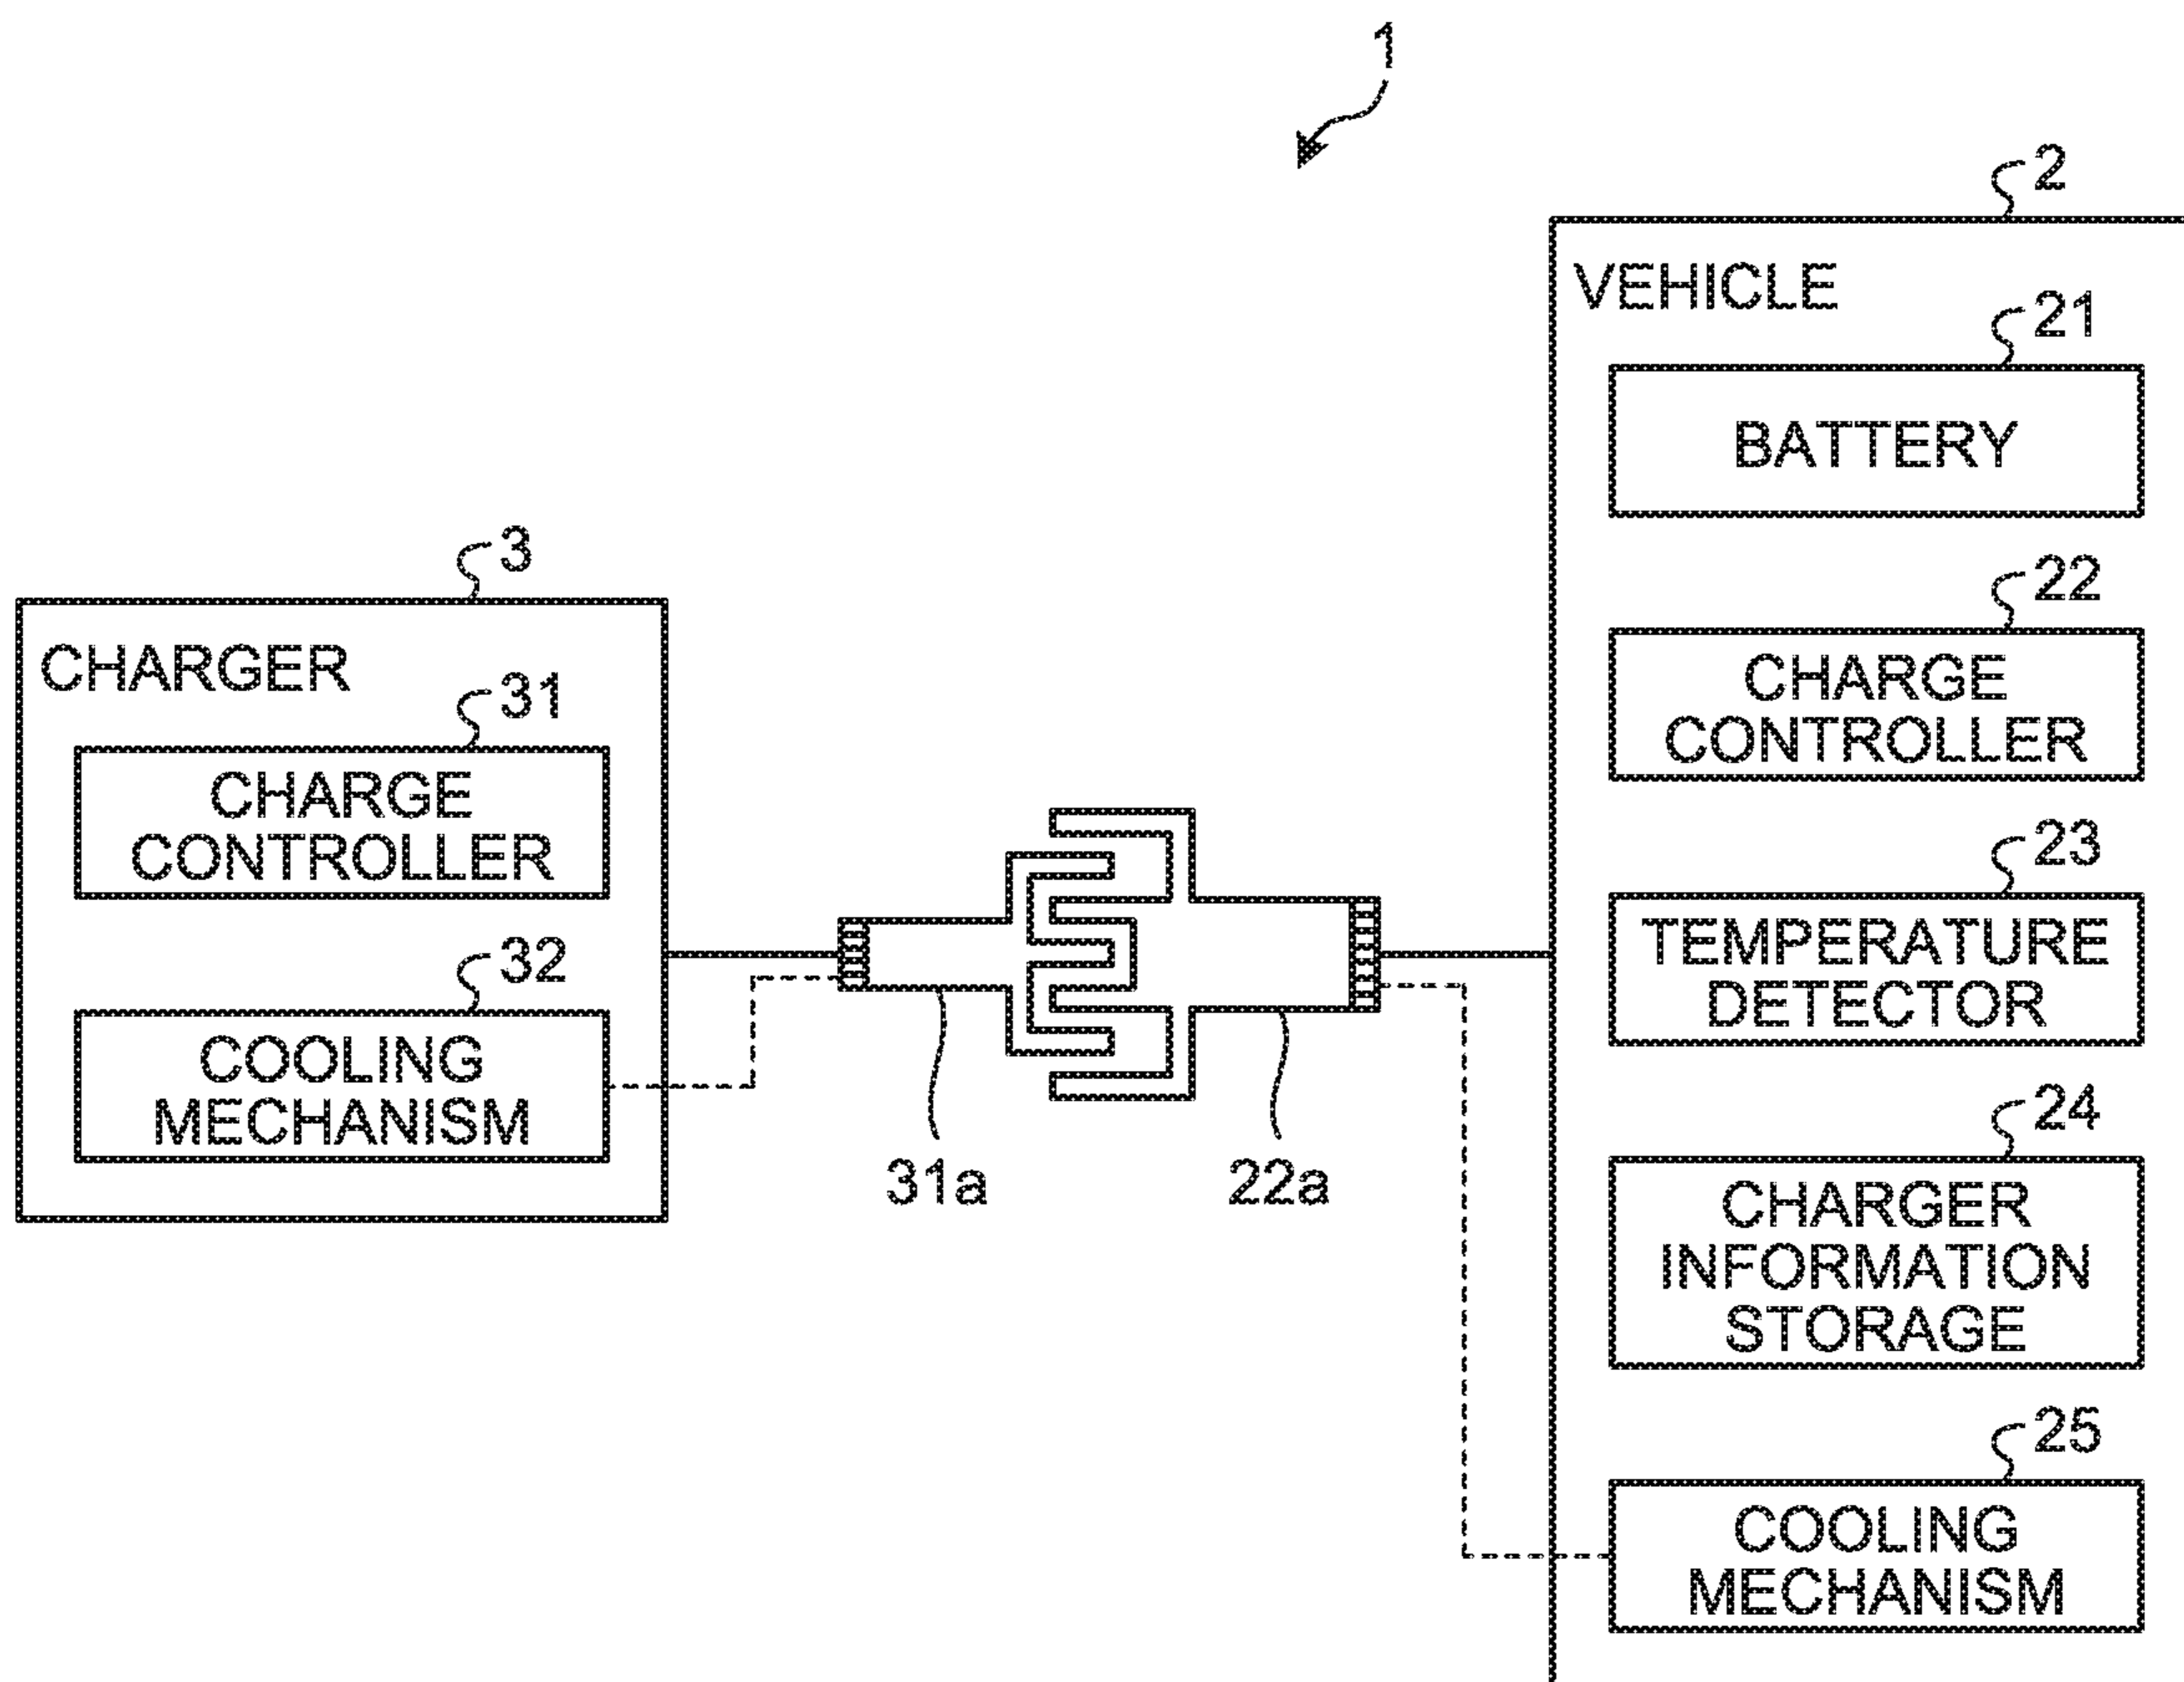 1
2
VEHICLE
21
BATTERY
22
CHARGE
CONTROLLER
23
TEMPERATURE
DETECTOR
24
CHARGER
INFORMATION
STORAGE
25
COOLING
MECHANISM
3
CHARGER
31
CHARGE
CONTROLLER
32
COOLING
MECHANISM
31a
22a